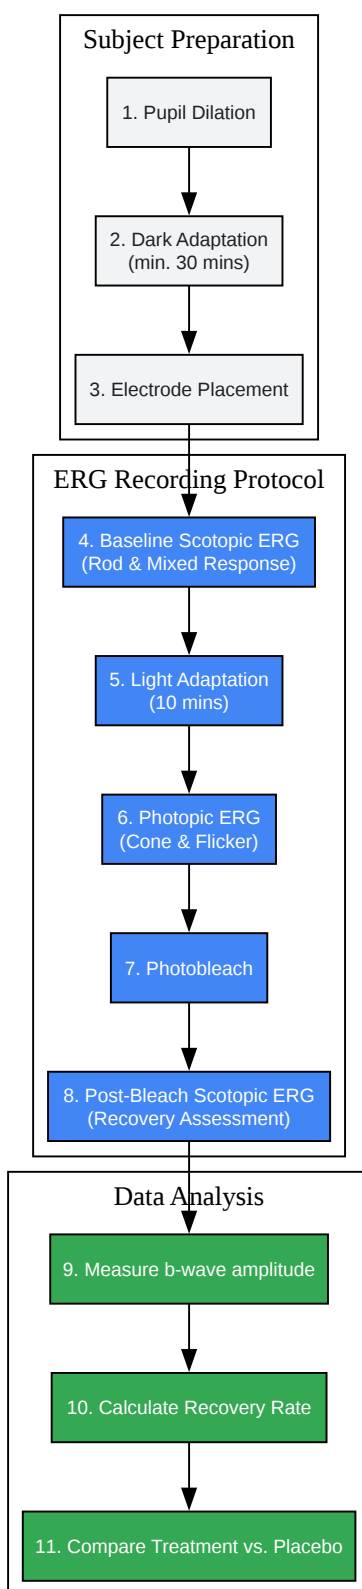 Subject Preparation
1. Pupil Dilation
2. Dark Adaptation
(min. 30 mins)
3. Electrode Placement
ERG Recording Protocol
4. Baseline Scotopic ERG
(Rod & Mixed Response)
5. Light Adaptation
(10 mins)
6. Photopic ERG
(Cone & Flicker)
7. Photobleach
8. Post-Bleach Scotopic ERG
(Recovery Assessment)
Data Analysis
9. Measure b-wave amplitude
10. Calculate Recovery Rate
11. Compare Treatment vs. Placebo